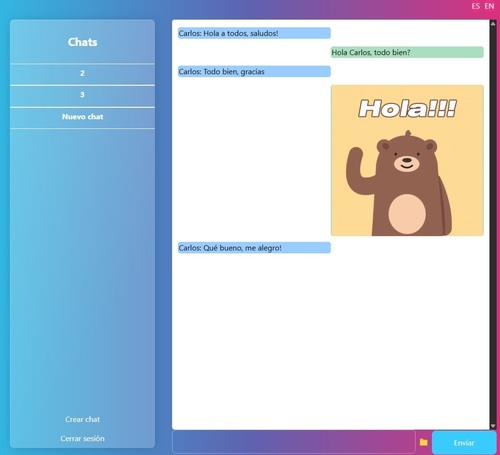 ES EN
Chats
2
3
Nuevo chat
Crear chat
Cerrar sesión
Carlos: Hola a todos, saludos!
Hola Carlos, todo bien?
Carlos: Todo bien, gracias
Hola!!!
Carlos: Qué bueno, me alegro!
Enviar